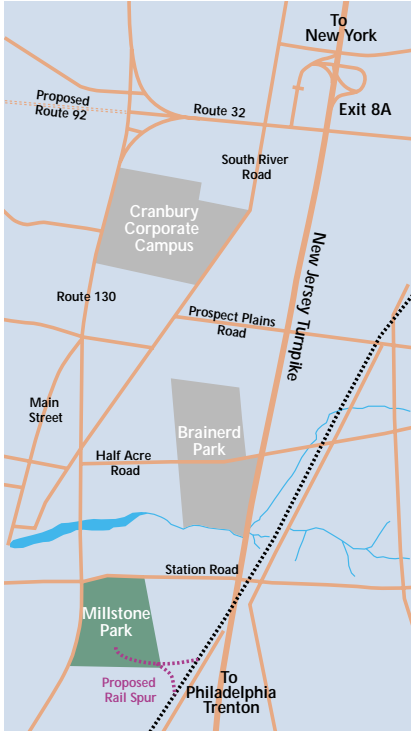 To
New York
Proposed
Route 92
Route 32
Exit 8A
South River
Road
Cranbury
Corporate
Campus
New Jersey Turnpike
Route 130
Prospect Plains
Road
Main
Street
Brainerd
Park
Half Acre
Road
Station Road
Millstone
Park
Proposed
Rail Spur
To
Philadelphia
Trenton